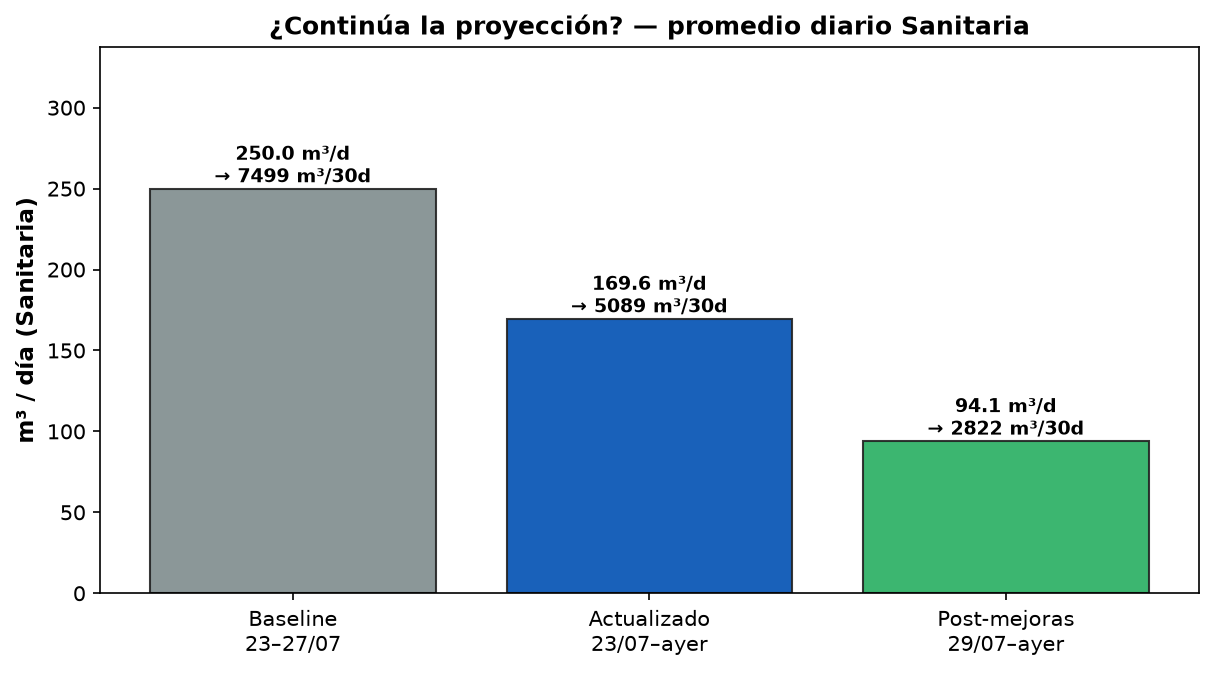 ¿Continúa la proyección? — promedio diario Sanitaria
m³ / día (Sanitaria)
300
250
200
150
100
50
0
250.0 m³/d
→ 7499 m³/30d
169.6 m³/d
→ 5089 m³/30d
94.1 m³/d
→ 2822 m³/30d
Baseline
23–27/07
Actualizado
23/07–ayer
Post-mejoras
29/07–ayer